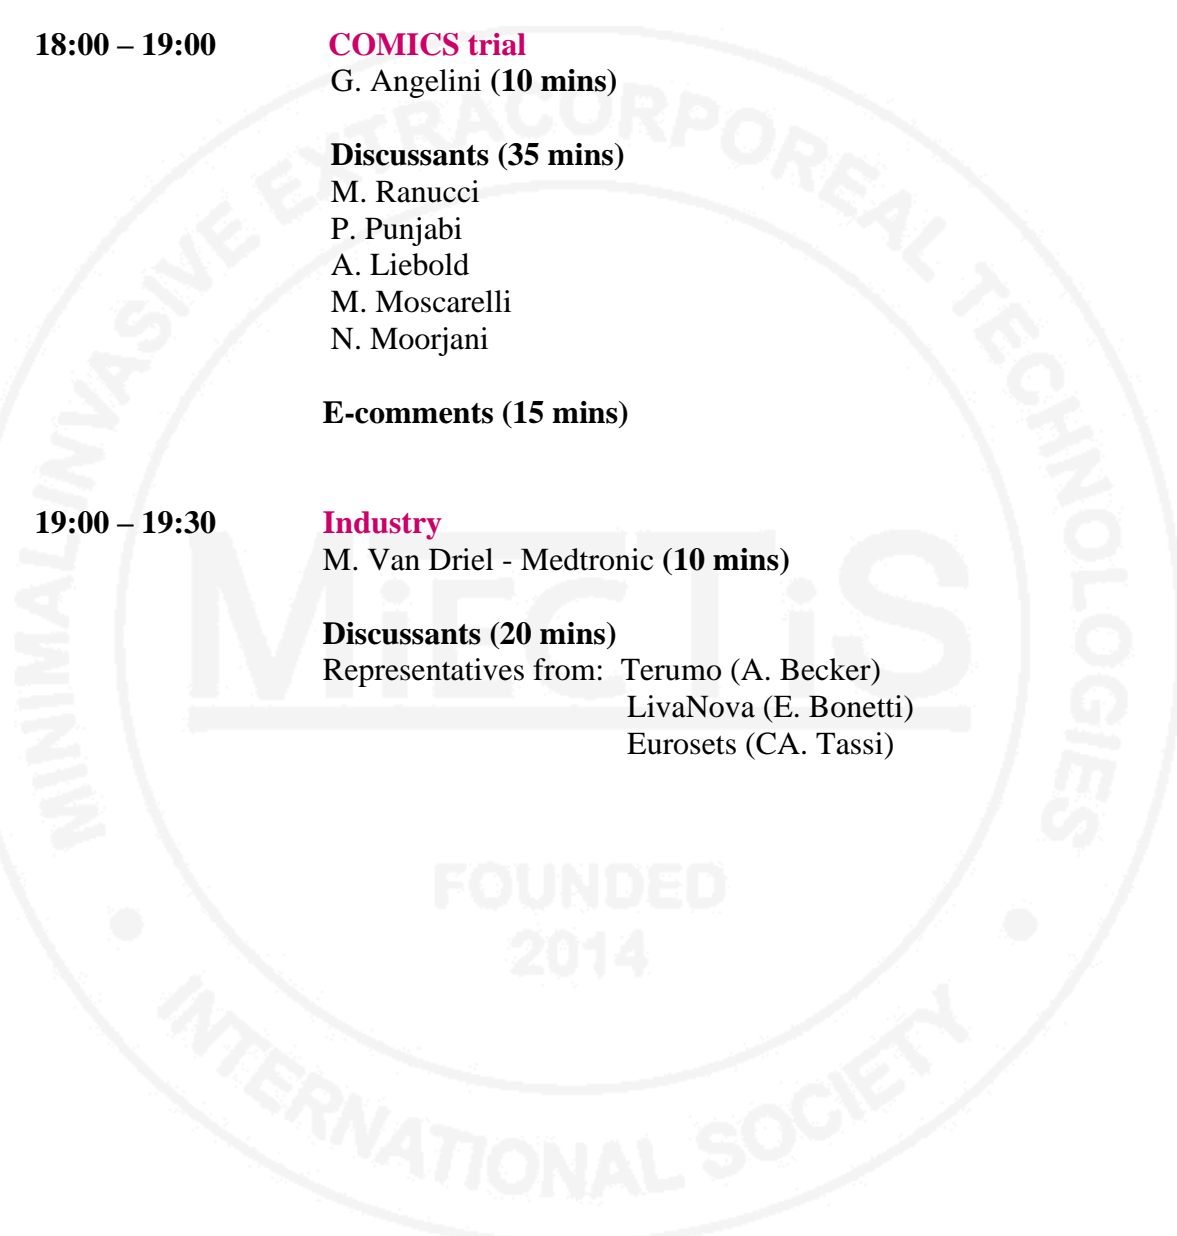 18:00 – 19:00 COMICS trial
G. Angelini (10 mins)
Discussants (35 mins)
M. Ranucci
P. Punjabi
A. Liebold
M. Moscarelli
N. Moorjani
E-comments (15 mins)
19:00 – 19:30 Industry
M. Van Driel - Medtronic (10 mins)
Discussants (20 mins)
Representatives from: Terumo (A. Becker)
LivaNova (E. Bonetti)
Eurosets (CA. Tassi)
MINIMAL INVASIVE EXTRACORPOREAL TECHNOLOGIES
MiECTiS
FOUNDED
2014
INTERNATIONAL SOCIETY